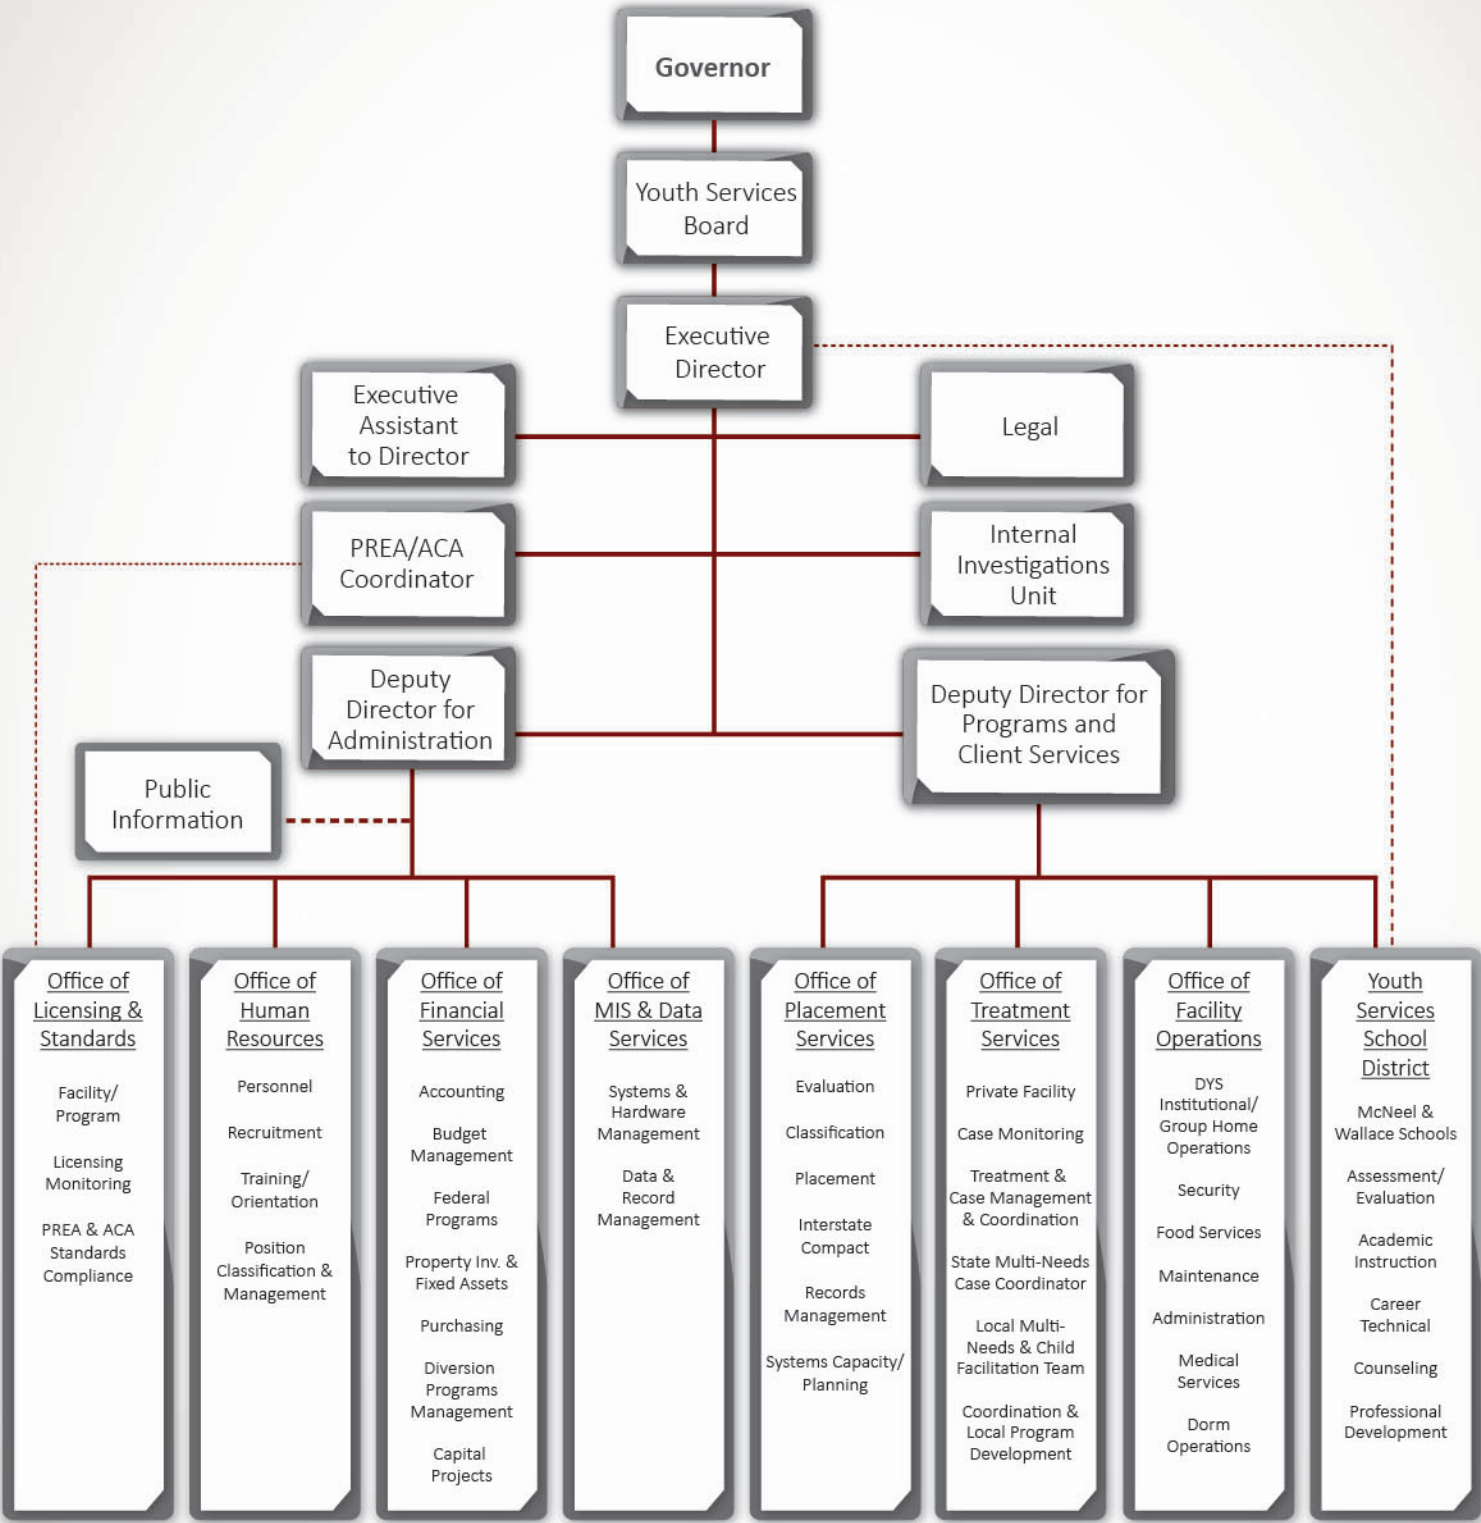 Governor
Youth Services
Board
Executive
Director
Executive
Assistant
to Director
Legal
PREA/ACA
Coordinator
Internal
Investigations
Unit
Deputy
Director for
Administration
Deputy Director for
Programs and
Client Services
Public
Information
Office of
Licensing &
Standards
Facility/
Program
Licensing
Monitoring
PREA & ACA
Standards
Compliance
Office of
Human
Resources
Personnel
Recruitment
Training/
Orientation
Position
Classification &
Management
Office of
Financial
Services
Accounting
Budget
Management
Federal
Programs
Property Inv. &
Fixed Assets
Purchasing
Diversion
Programs
Management
Capital
Projects
Office of
MIS & Data
Services
Systems &
Hardware
Management
Data &
Record
Management
Office of
Placement
Services
Evaluation
Classification
Placement
Interstate
Compact
Records
Management
Systems Capacity/
Planning
Office of
Treatment
Services
Private Facility
Case Monitoring
Treatment &
Case Management
& Coordination
State Multi-Needs
Case Coordinator
Local Multi-
Needs & Child
Facilitation Team
Coordination &
Local Program
Development
Office of
Facility
Operations
DYS
Institutional/
Group Home
Operations
Security
Food Services
Maintenance
Administration
Medical
Services
Dorm
Operations
Youth
Services
School
District
McNeel &
Wallace Schools
Assessment/
Evaluation
Academic
Instruction
Career
Technical
Counseling
Professional
Development